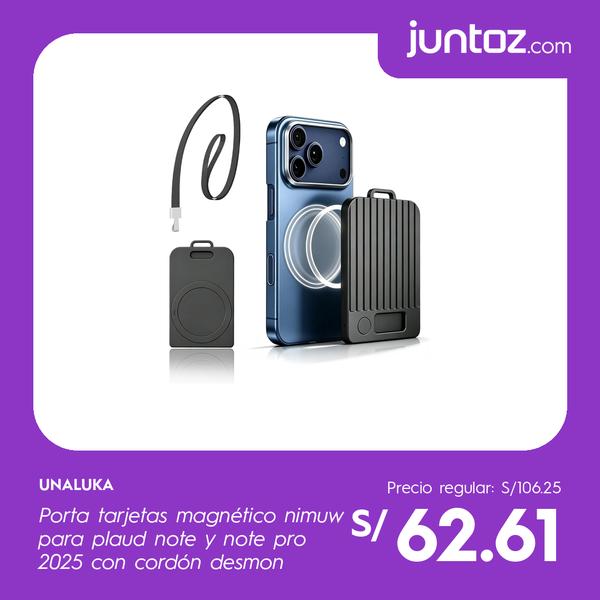 juntoz.com
UNALUKA
Porta tarjetas magnético nimuw
para plaud note y note pro
2025 con cordón desmon
Precio regular: S/106.25
S/ 62.61